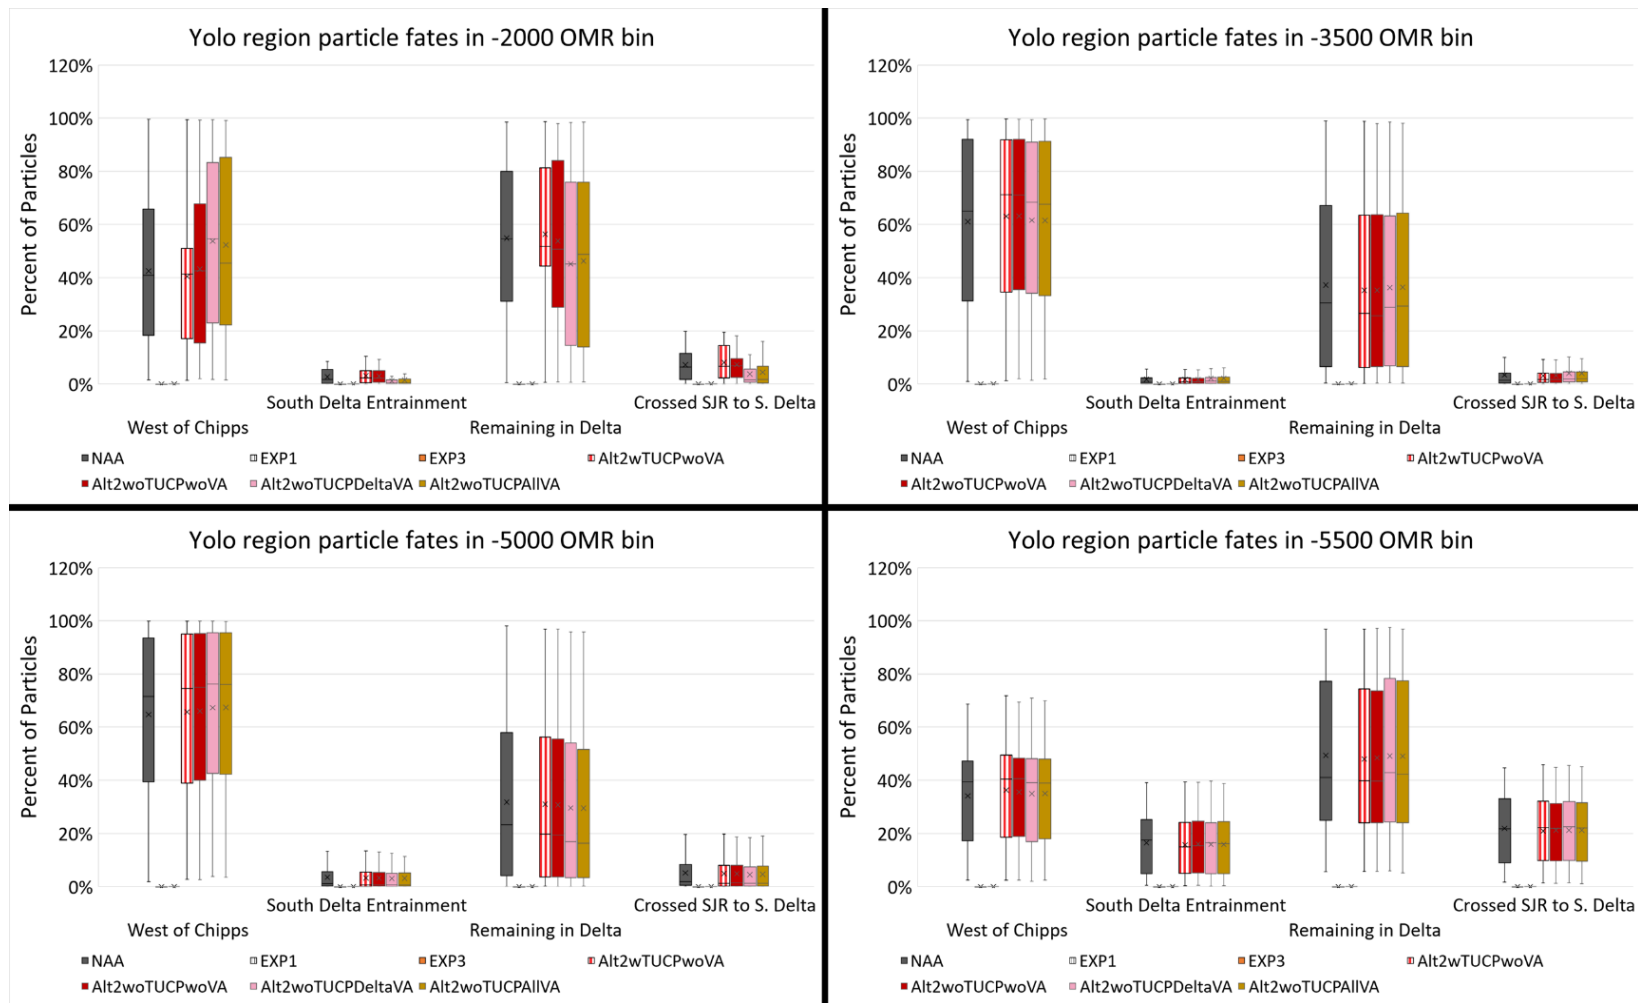 Yolo region particle fates in -2000 OMR bin
120%
100%
80%
60%
40%
20%
0%
Percent of Particles
South Delta Entrainment
Crossed SJR to S. Delta
West of Chipps
Remaining in Delta
NAA
EXP1
EXP3
Alt2wTUCPwoVA
Alt2woTUCPwoVA
Alt2woTUCPDeltaVA
Alt2woTUCPAllVA
Yolo region particle fates in -3500 OMR bin
120%
100%
80%
60%
40%
20%
0%
Percent of Particles
South Delta Entrainment
Crossed SJR to S. Delta
West of Chipps
Remaining in Delta
NAA
EXP1
EXP3
Alt2wTUCPwoVA
Alt2woTUCPwoVA
Alt2woTUCPDeltaVA
Alt2woTUCPAllVA
Yolo region particle fates in -5000 OMR bin
120%
100%
80%
60%
40%
20%
0%
Percent of Particles
South Delta Entrainment
Crossed SJR to S. Delta
West of Chipps
Remaining in Delta
NAA
EXP1
EXP3
Alt2wTUCPwoVA
Alt2woTUCPwoVA
Alt2woTUCPDeltaVA
Alt2woTUCPAllVA
Yolo region particle fates in -5500 OMR bin
120%
100%
80%
60%
40%
20%
0%
Percent of Particles
South Delta Entrainment
Crossed SJR to S. Delta
West of Chipps
Remaining in Delta
NAA
EXP1
EXP3
Alt2wTUCPwoVA
Alt2woTUCPwoVA
Alt2woTUCPDeltaVA
Alt2woTUCPAllVA